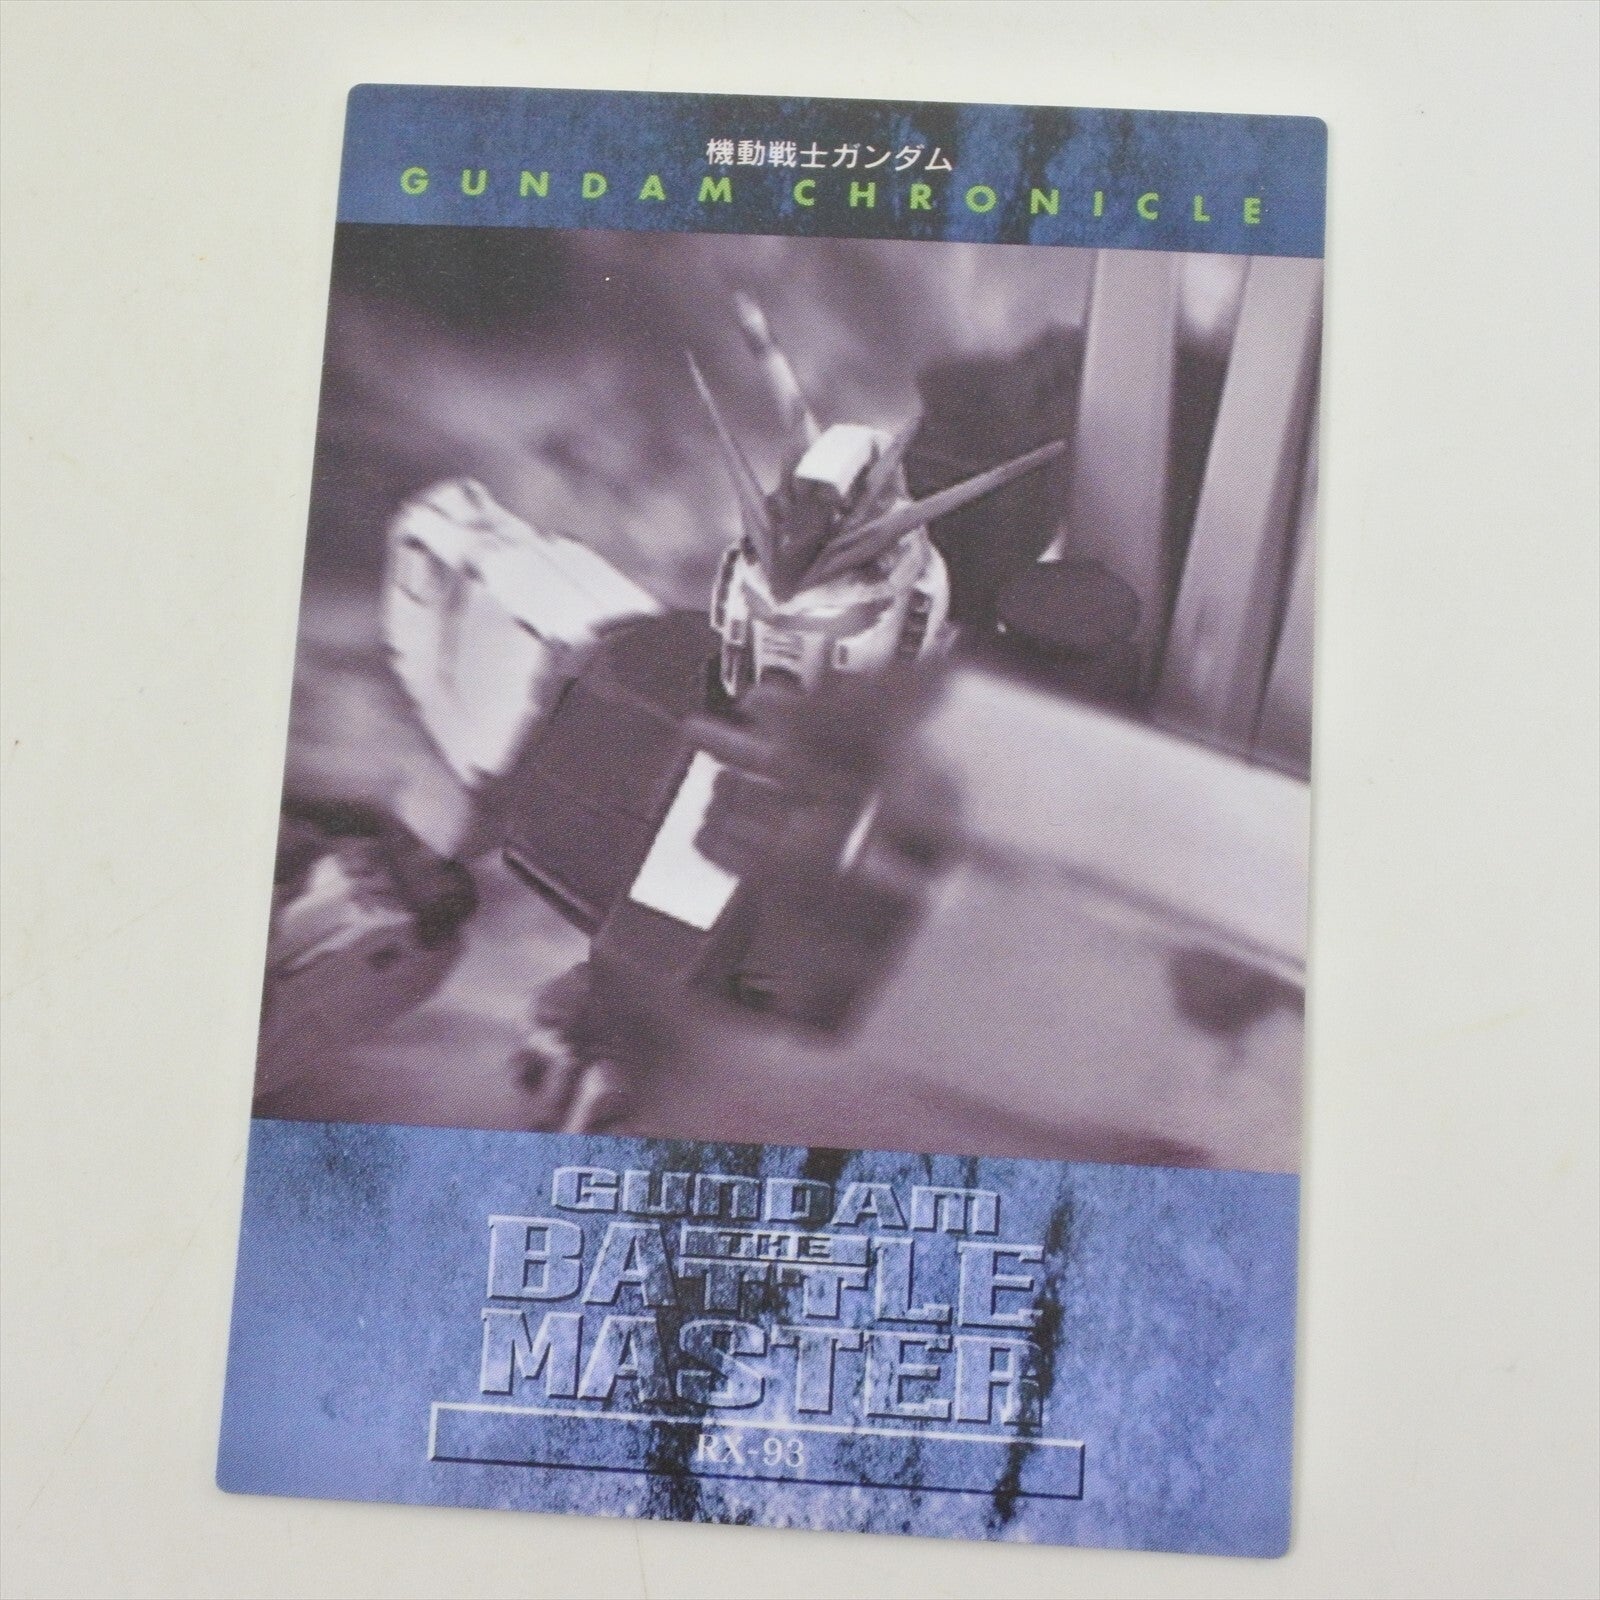 機動戦士ガンダム
GUNDAM CHRONICLE
GUNDAM
THE
BATTLE
MASTER
RX-93